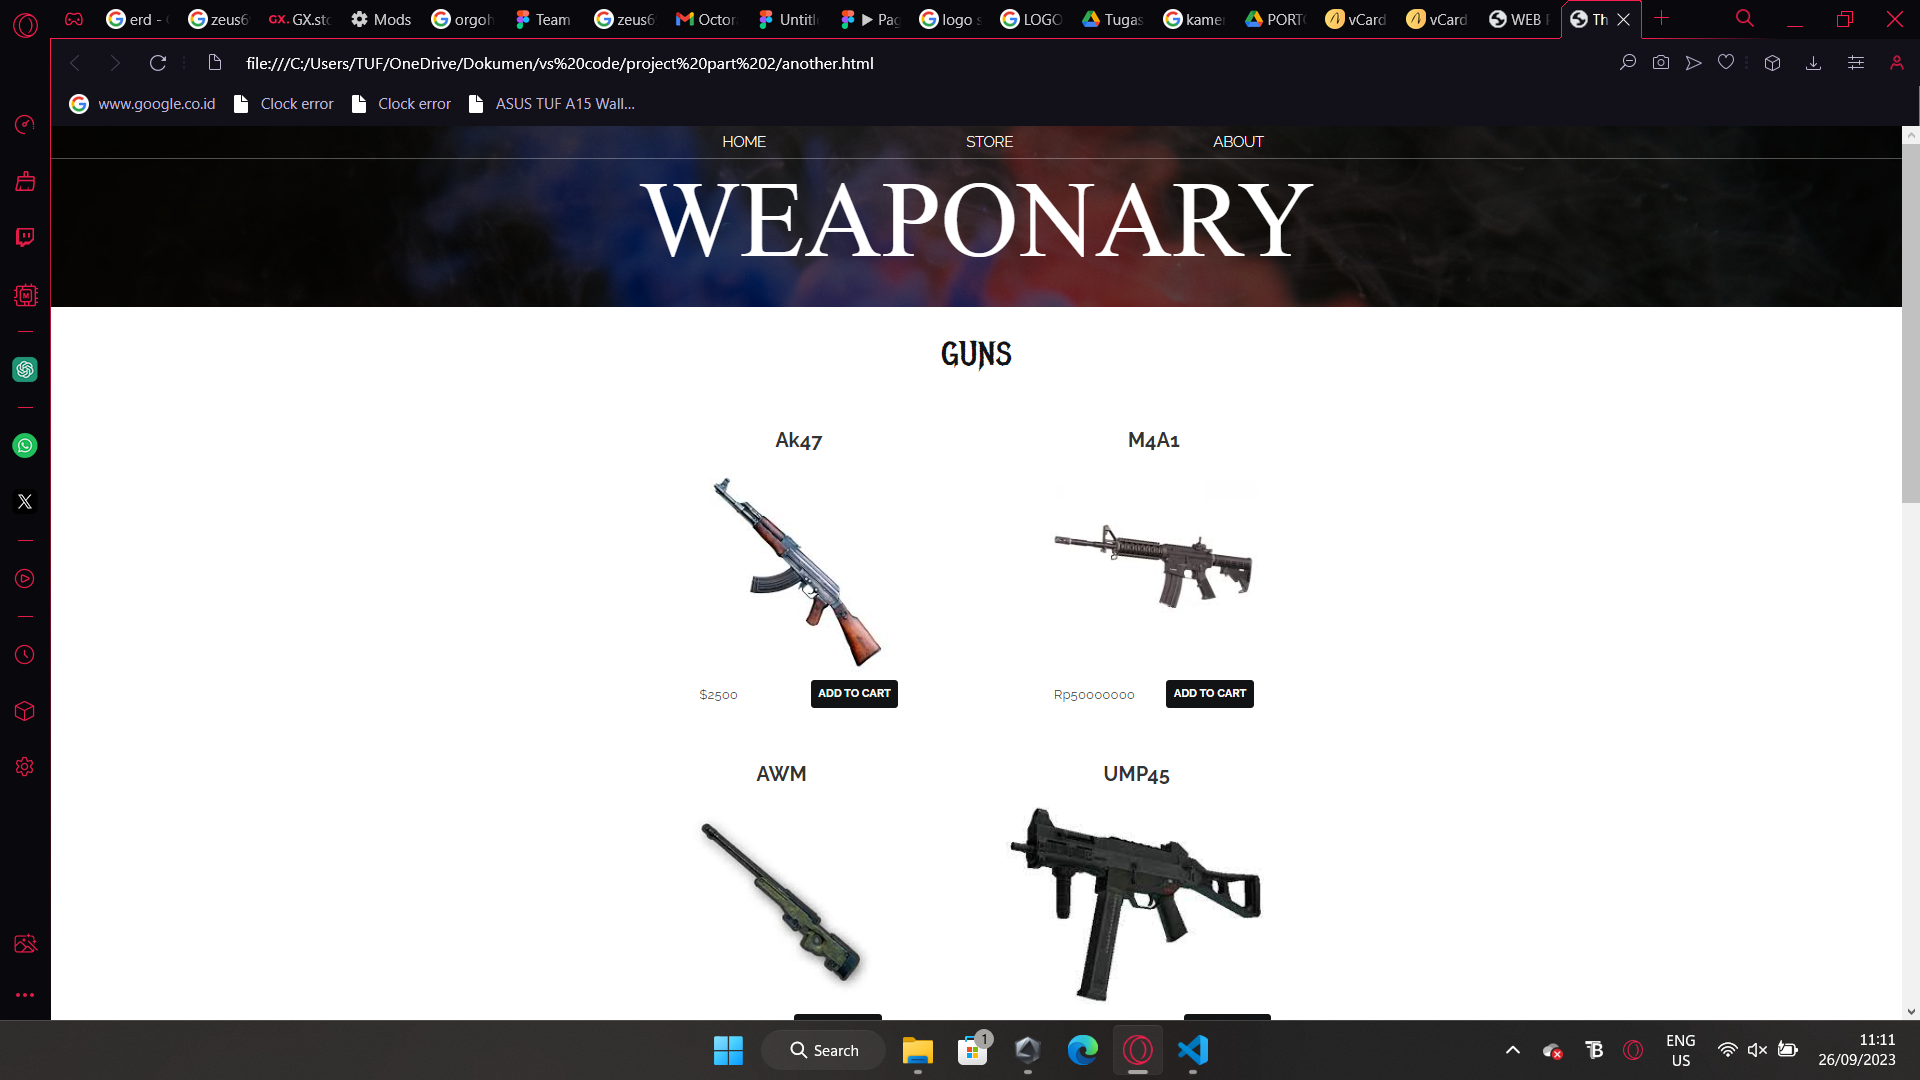 erd -
zeus6
GX.
Mods
orgoh
Team
zeus6
Octor
Untitl
Pag
logo s
LOGO
Tugas
kamer
PORT
vCard
vCard
WEB
Th
file:///C:/Users/TUF/OneDrive/Dokumen/vs%20code/project%20part%202/another.html
www.google.co.id
Clock error
Clock error
ASUS TUF A15 Wall...
HOME
STORE
ABOUT
WEAPONARY
GUNS
Ak47
M4A1
$2500
ADD TO CART
Rp50000000
ADD TO CART
AWM
UMP45
Search
1
ENG
US
11:11
26/09/2023